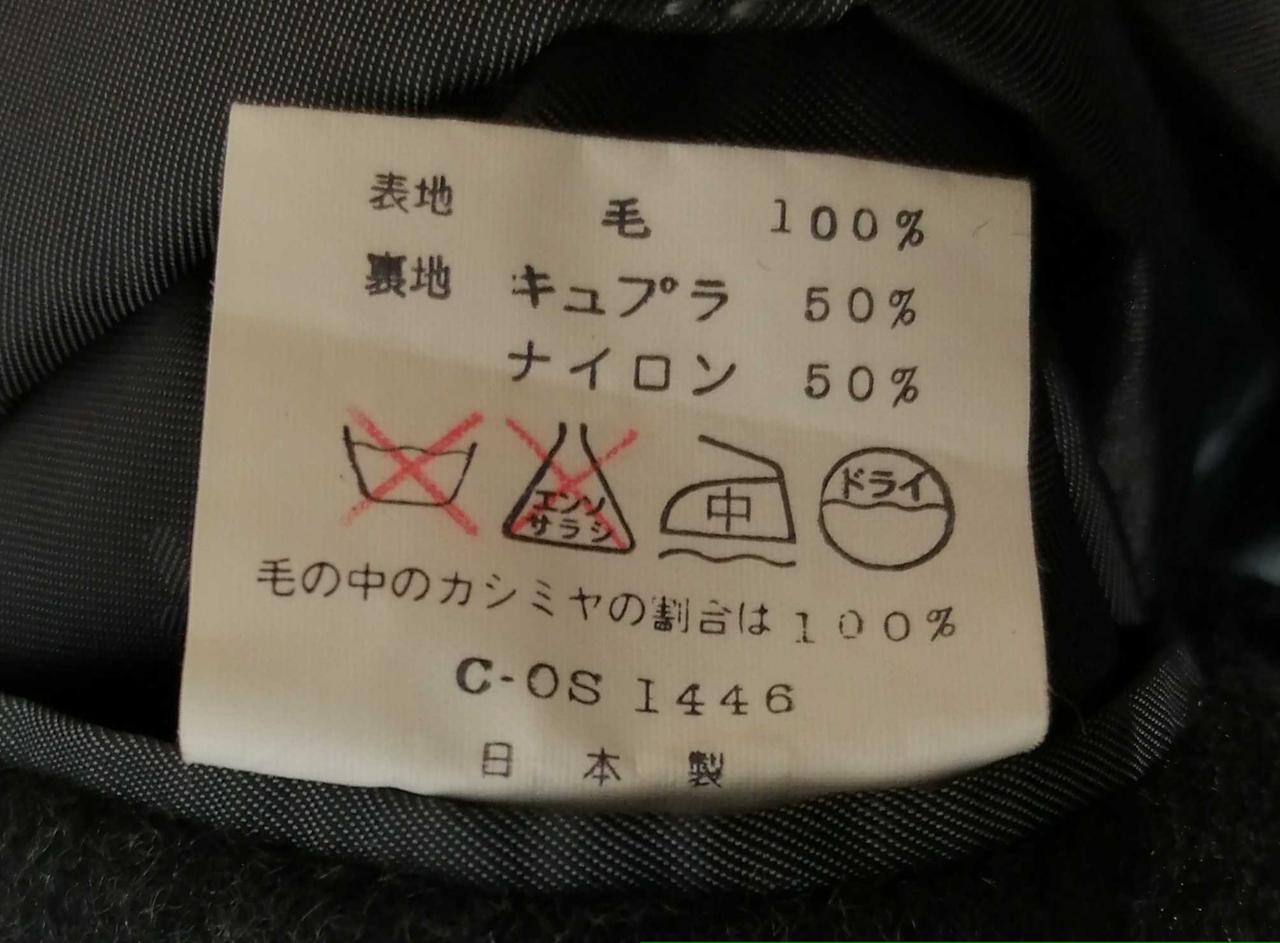 表地 毛 100%
裏地 キュプラ 50%
ナイロン 50%
エンソサラシ 中 ドライ
毛の中のカシミヤの割合は100%
C-OS 1446
日本製